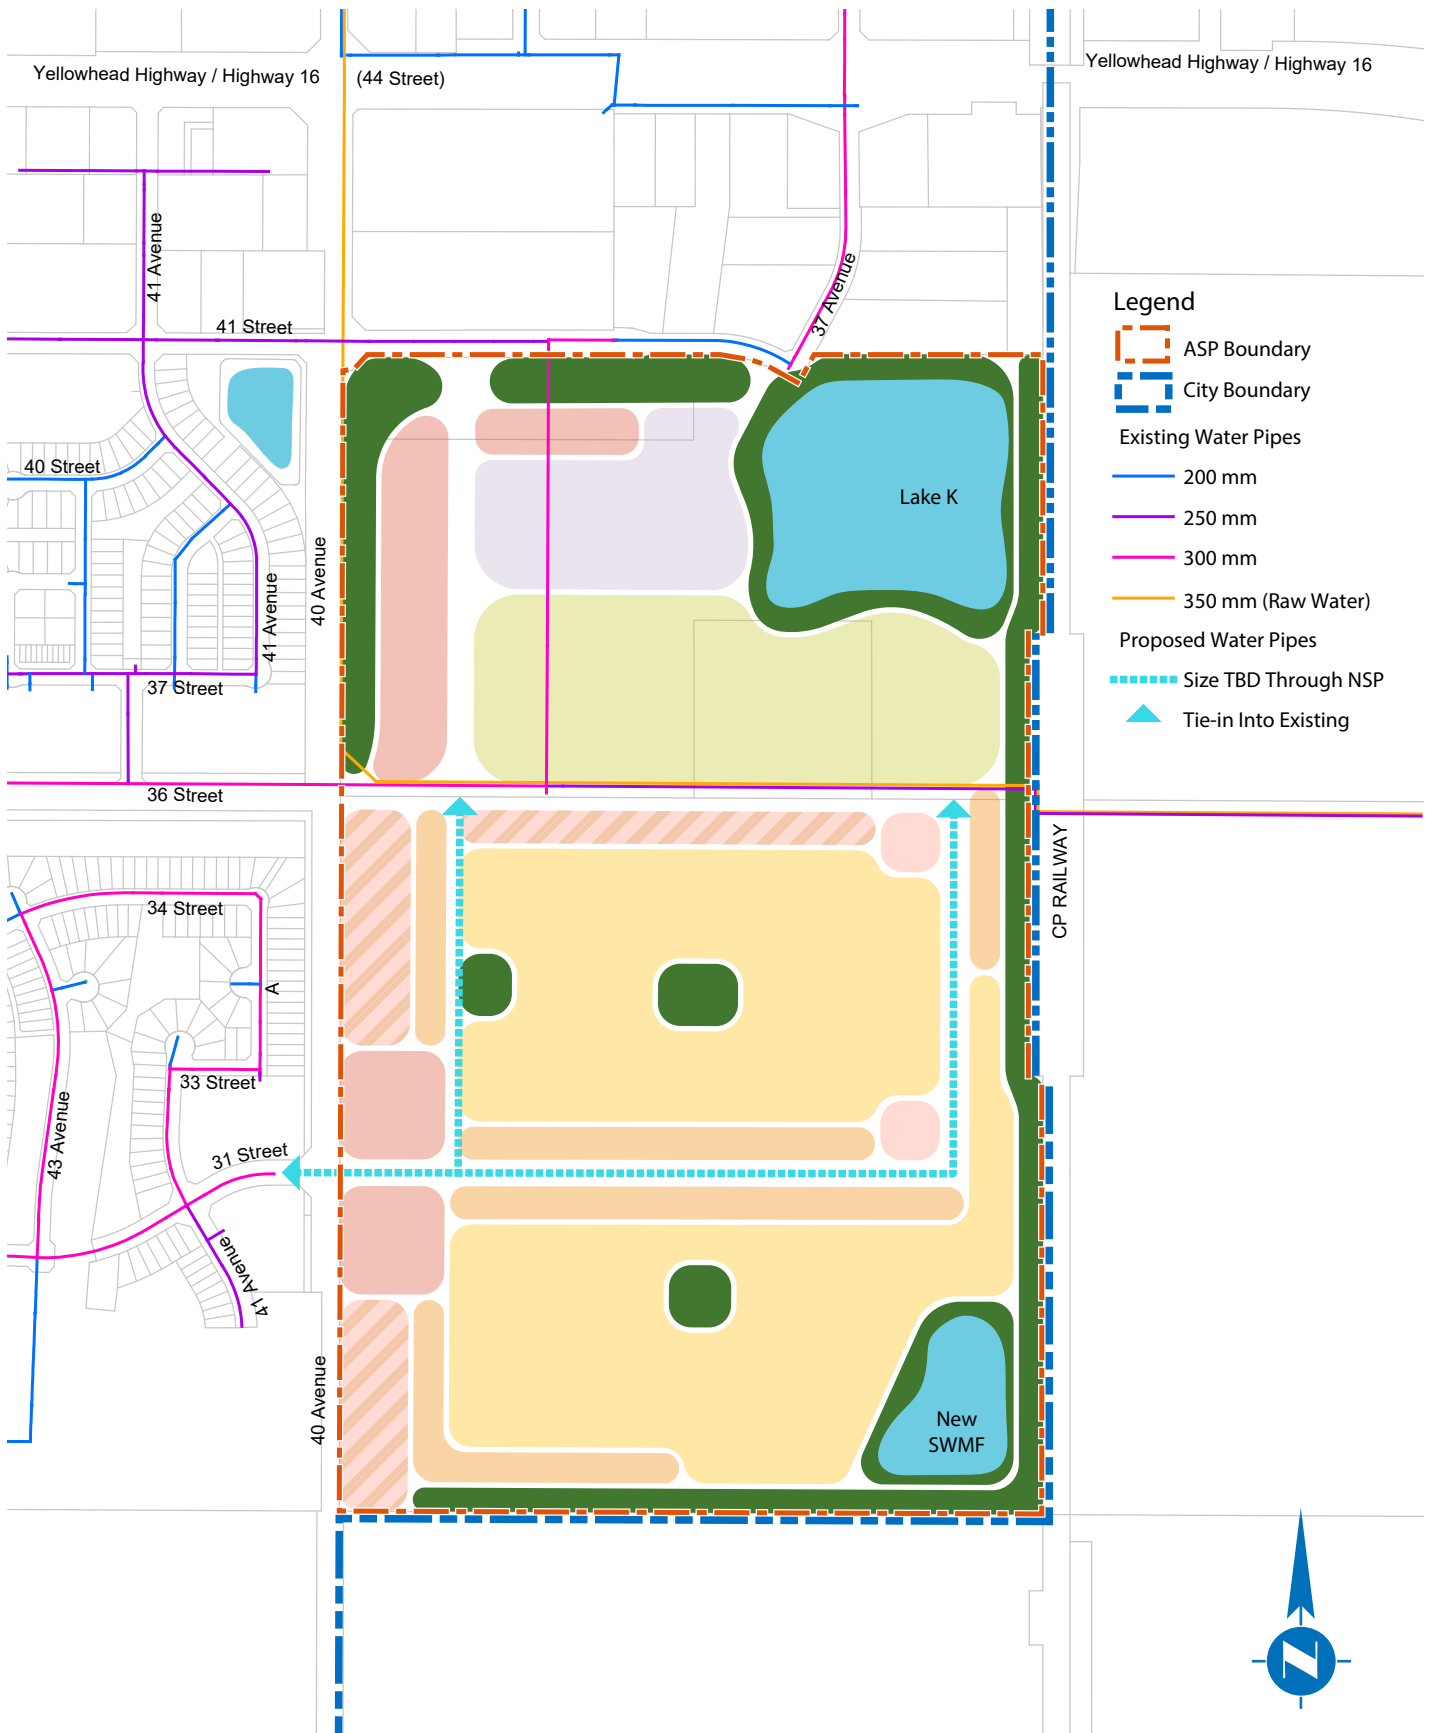 Yellowhead Highway / Highway 16
(44 Street)
Yellowhead Highway / Highway 16
41 Avenue
37 Avenue
41 Street
Legend
ASP Boundary
City Boundary
Existing Water Pipes
200 mm
250 mm
300 mm
350 mm (Raw Water)
Proposed Water Pipes
Size TBD Through NSP
Tie-in Into Existing
40 Street
Lake K
40 Avenue
41 Avenue
37 Street
36 Street
CP RAILWAY
34 Street
A
33 Street
43 Avenue
31 Street
41 Avenue
40 Avenue
New
SWMF
N